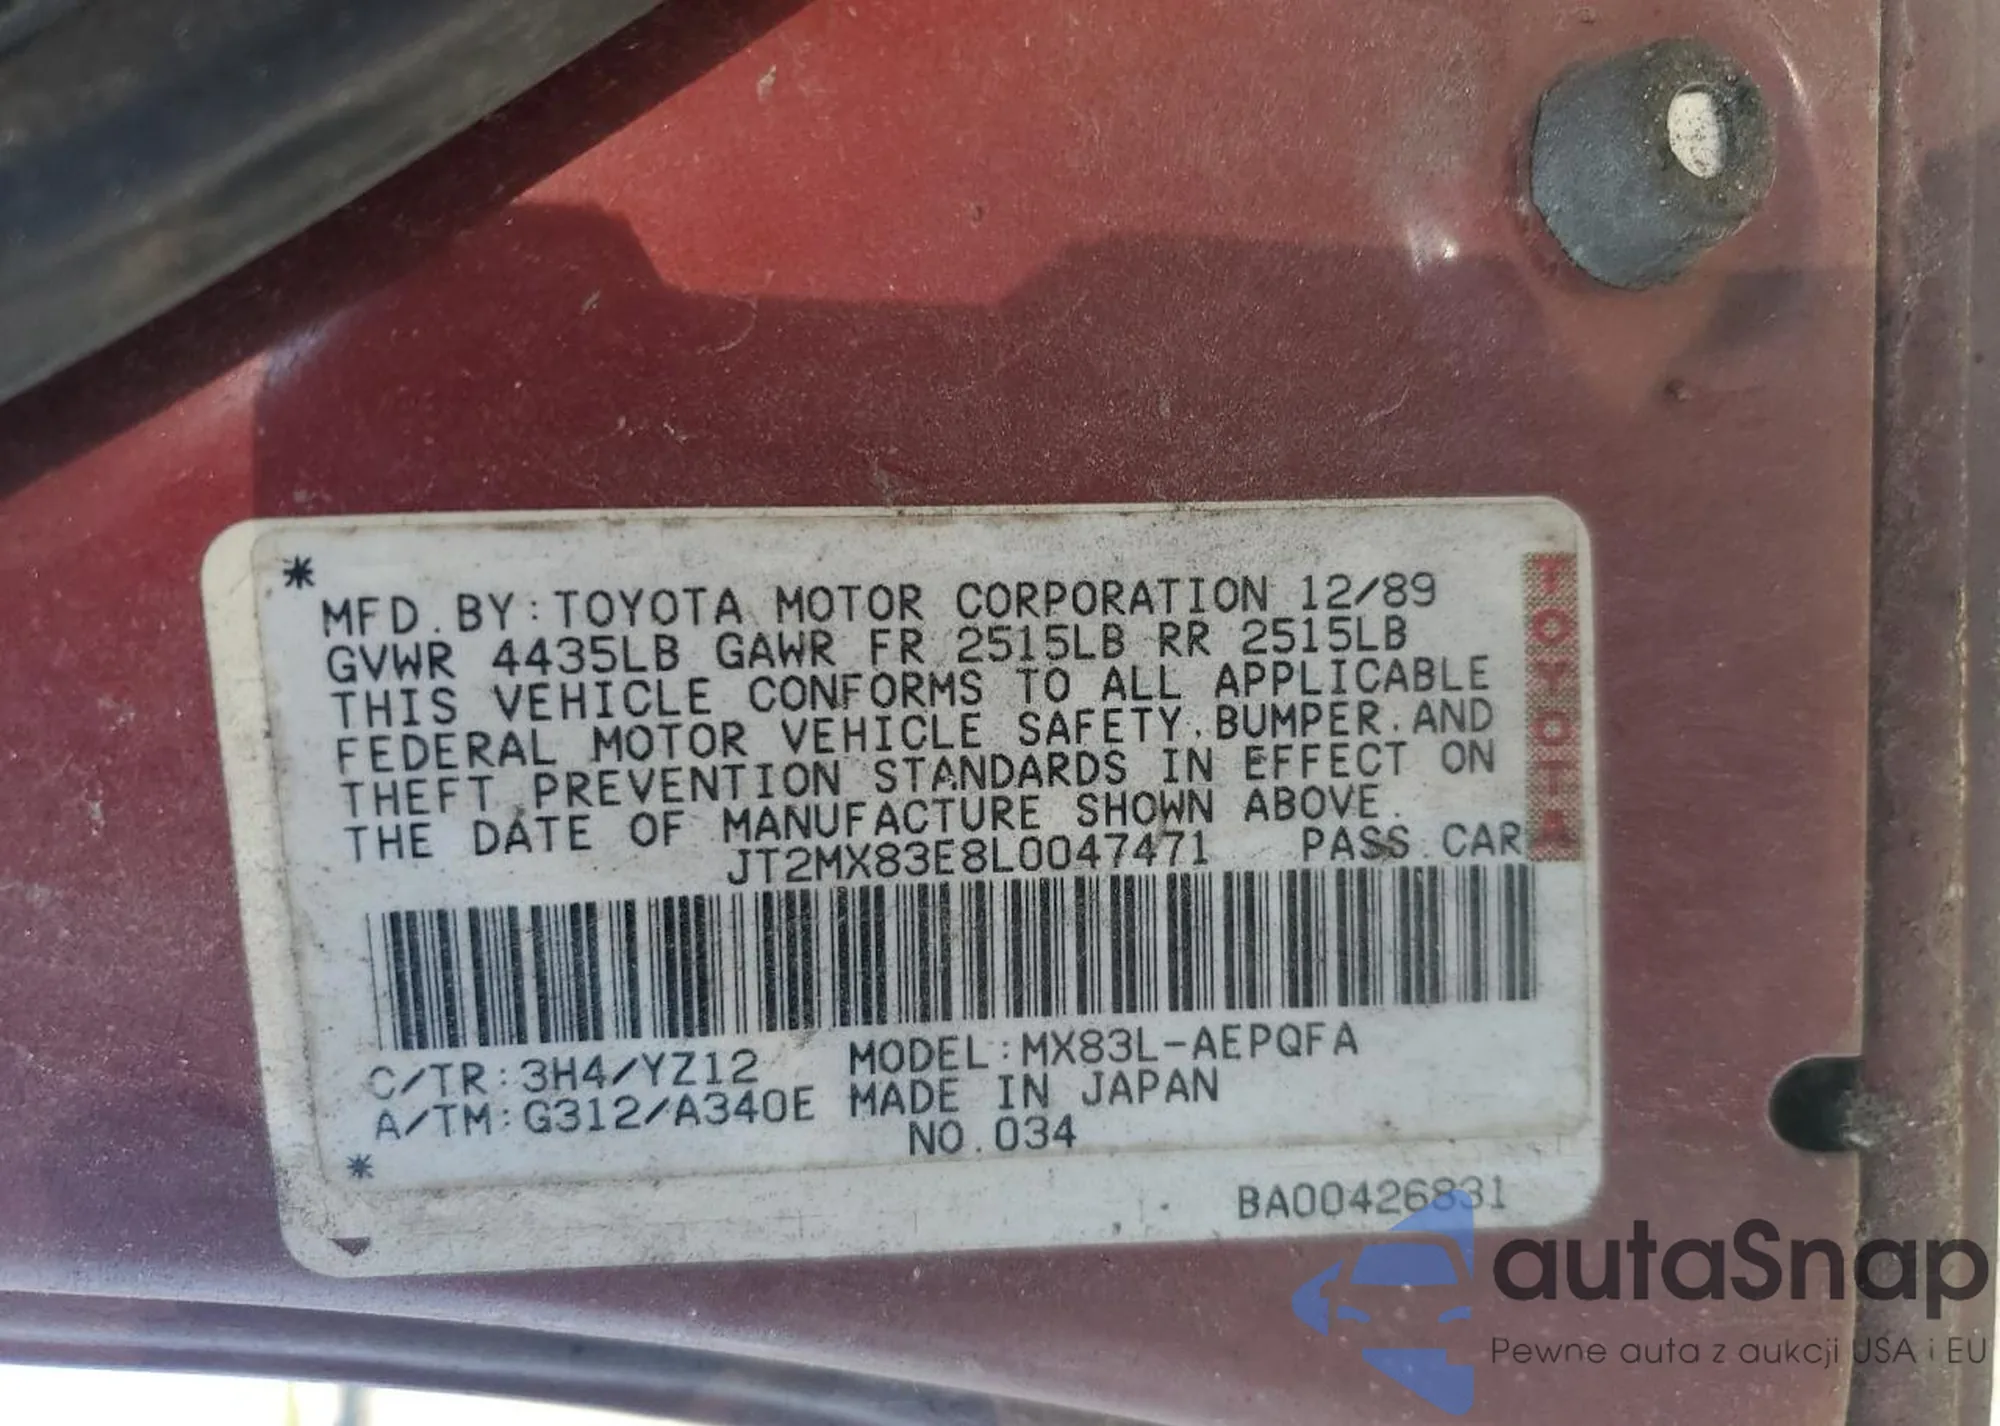 *
MFD. BY: TOYOTA MOTOR CORPORATION 12/89
GVWR 4435LB GAWR FR 2515LB RR 2515LB
THIS VEHICLE CONFORMS TO ALL APPLICABLE
FEDERAL MOTOR VEHICLE SAFETY, BUMPER, AND
THEFT PREVENTION STANDARDS IN EFFECT ON
THE DATE OF MANUFACTURE SHOWN ABOVE.
JT2MX83E8L0047471 PASS. CAR
TOYOTA
C/TR: 3H4/YZ12 MODEL: MX83L-AEPQFA
A/TM: G312/A340E MADE IN JAPAN
NO. 034
*
BA00426831
autaSnap
Pewne auta z aukcji USA i EU